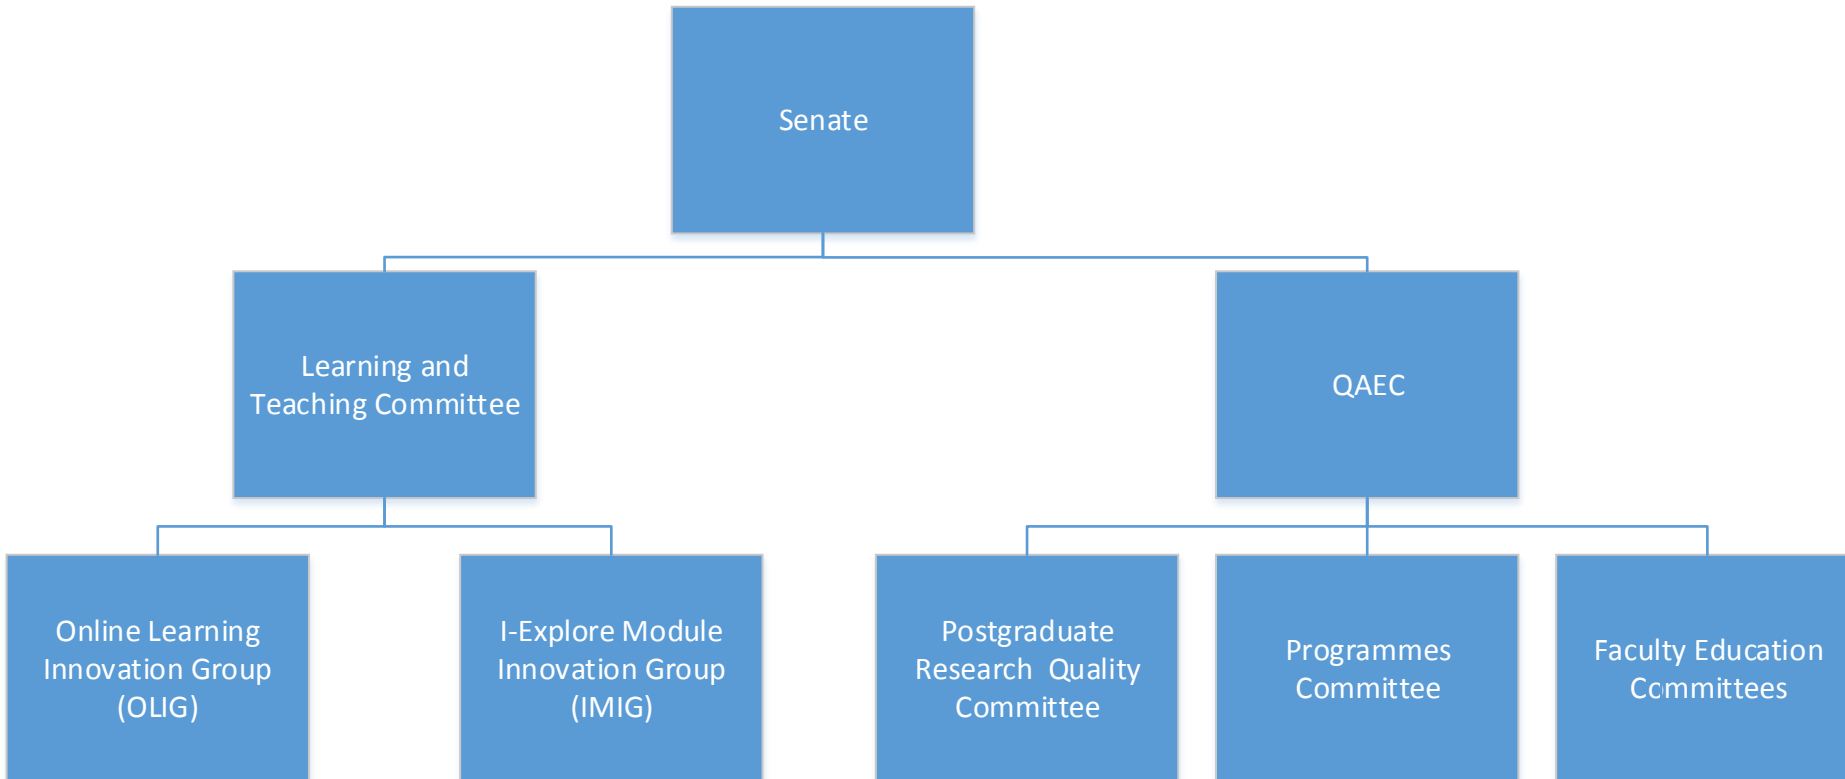 Senate
Learning and
Teaching Committee
QAEC
Online Learning
Innovation Group
(OLIG)
I-Explore Module
Innovation Group
(IMIG)
Postgraduate
Research Quality
Committee
Programmes
Committee
Faculty Education
Committees